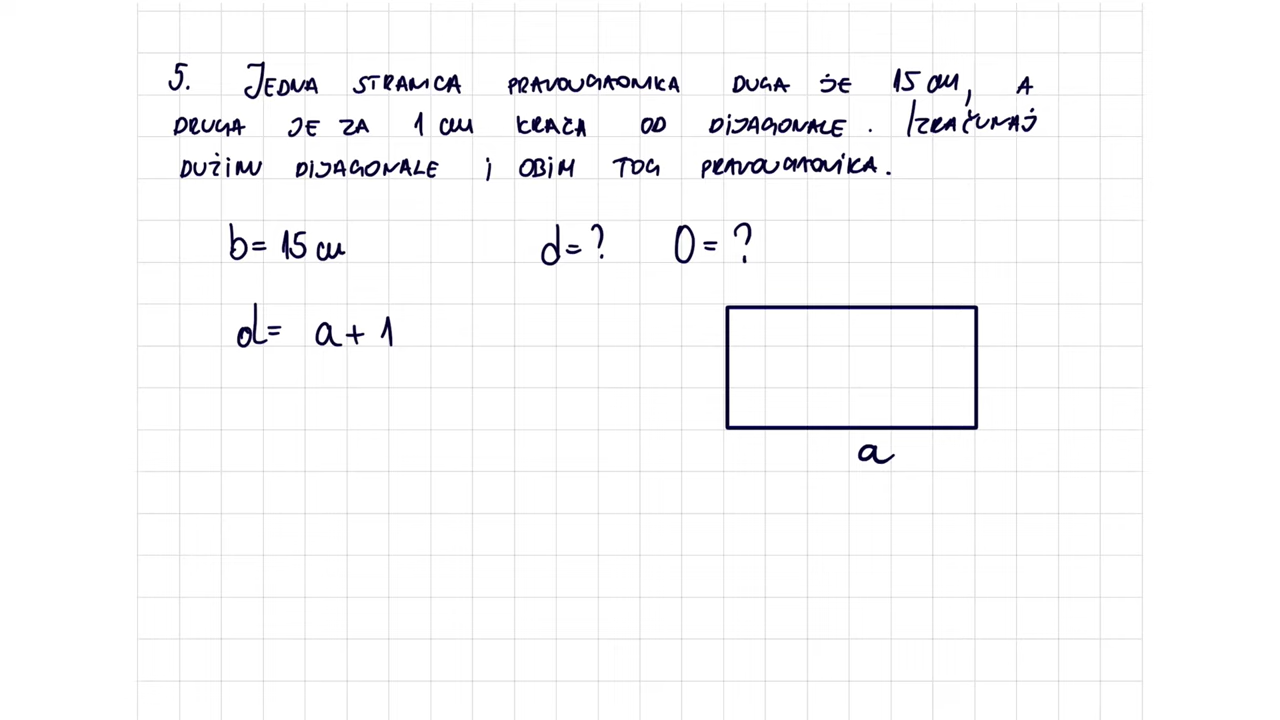 5. JEDNA STRANICA PRAVOUGAONIKA DUGA JE 15 cm, A
DRUGA JE ZA 1 cm KRAĆA OD DIJAGONALE. IZRAČUNAJ
DUŽINU DIJAGONALE I OBIM TOG PRAVOUGAONIKA.
b = 15 cm d = ? O = ?
d = a + 1
a